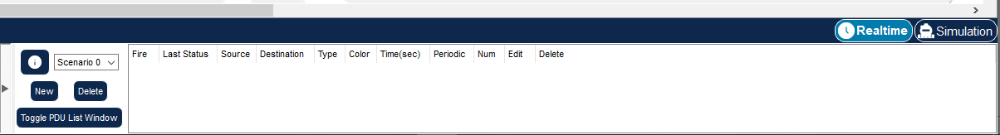 Realtime Simulation
Scenario 0
Fire Last Status Source Destination Type Color Time(sec) Periodic Num Edit Delete
New Delete
Toggle PDU List Window